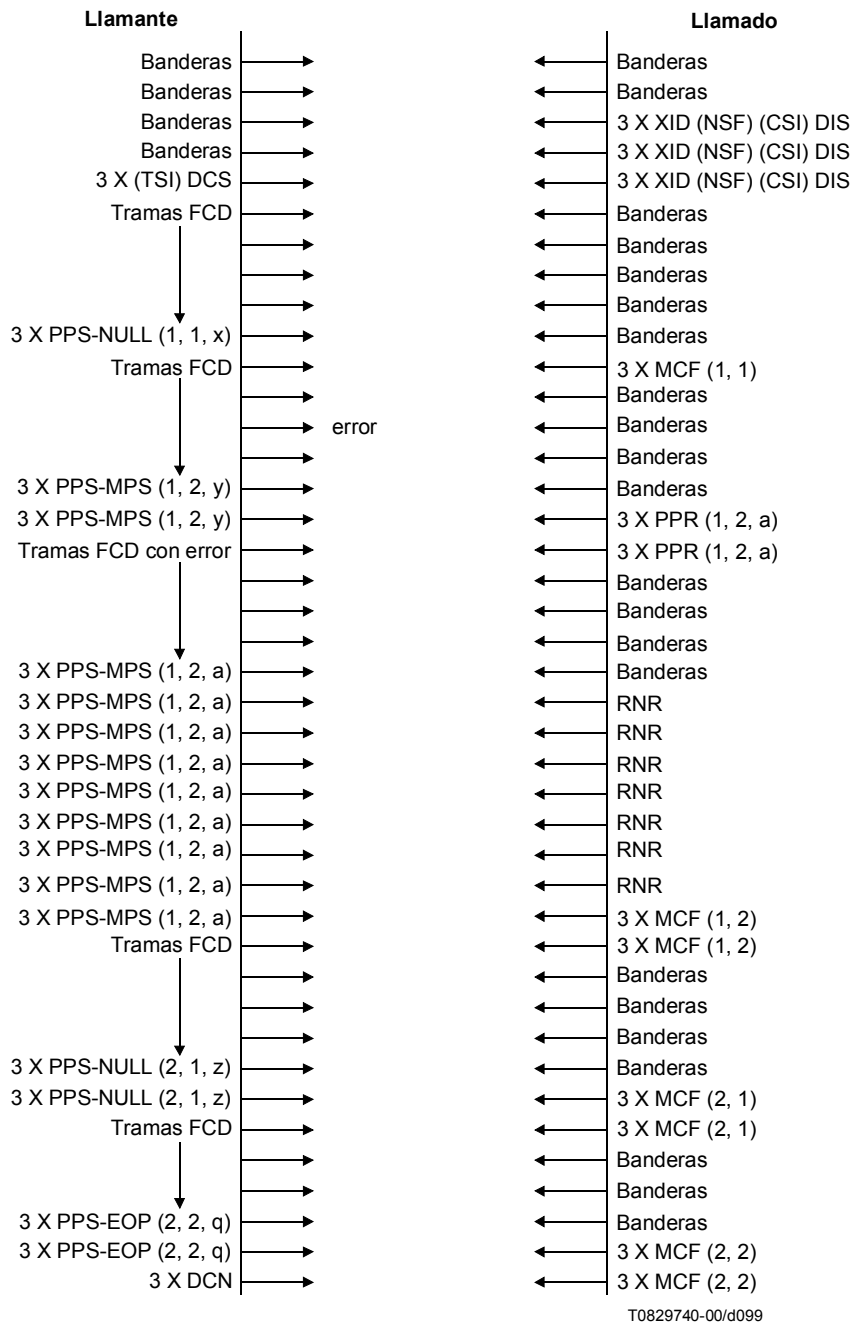 Llamante Llamado
Banderas Banderas
Banderas Banderas
Banderas 3 X XID (NSF) (CSI) DIS
Banderas 3 X XID (NSF) (CSI) DIS
3 X (TSI) DCS 3 X XID (NSF) (CSI) DIS
Tramas FCD Banderas
Banderas
Banderas
Banderas
3 X PPS-NULL (1, 1, x) Banderas
Tramas FCD 3 X MCF (1, 1)
Banderas
error Banderas
Banderas
3 X PPS-MPS (1, 2, y) Banderas
3 X PPS-MPS (1, 2, y) 3 X PPR (1, 2, a)
Tramas FCD con error 3 X PPR (1, 2, a)
Banderas
Banderas
Banderas
3 X PPS-MPS (1, 2, a) Banderas
3 X PPS-MPS (1, 2, a) RNR
3 X PPS-MPS (1, 2, a) RNR
3 X PPS-MPS (1, 2, a) RNR
3 X PPS-MPS (1, 2, a) RNR
3 X PPS-MPS (1, 2, a) RNR
3 X PPS-MPS (1, 2, a) RNR
3 X PPS-MPS (1, 2, a) RNR
3 X PPS-MPS (1, 2, a) 3 X MCF (1, 2)
Tramas FCD 3 X MCF (1, 2)
Banderas
Banderas
Banderas
3 X PPS-NULL (2, 1, z) Banderas
3 X PPS-NULL (2, 1, z) 3 X MCF (2, 1)
Tramas FCD 3 X MCF (2, 1)
Banderas
Banderas
3 X PPS-EOP (2, 2, q) Banderas
3 X PPS-EOP (2, 2, q) 3 X MCF (2, 2)
3 X DCN 3 X MCF (2, 2)
T0829740-00/d099